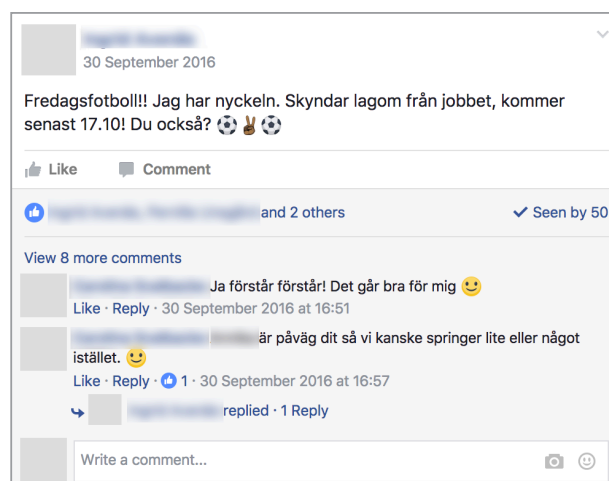 30 September 2016
Fredagsfotboll!! Jag har nyckeln. Skyndar lagom från jobbet, kommer
senast 17.10! Du också? ⚽✌🏾⚽
Like Comment
and 2 others
Seen by 50
View 8 more comments
Ja förstår förstår! Det går bra för mig 🙂
Like · Reply · 30 September 2016 at 16:51
är påväg dit så vi kanske springer lite eller något
istället. 🙂
Like · Reply · 1 · 30 September 2016 at 16:57
replied · 1 Reply
Write a comment...